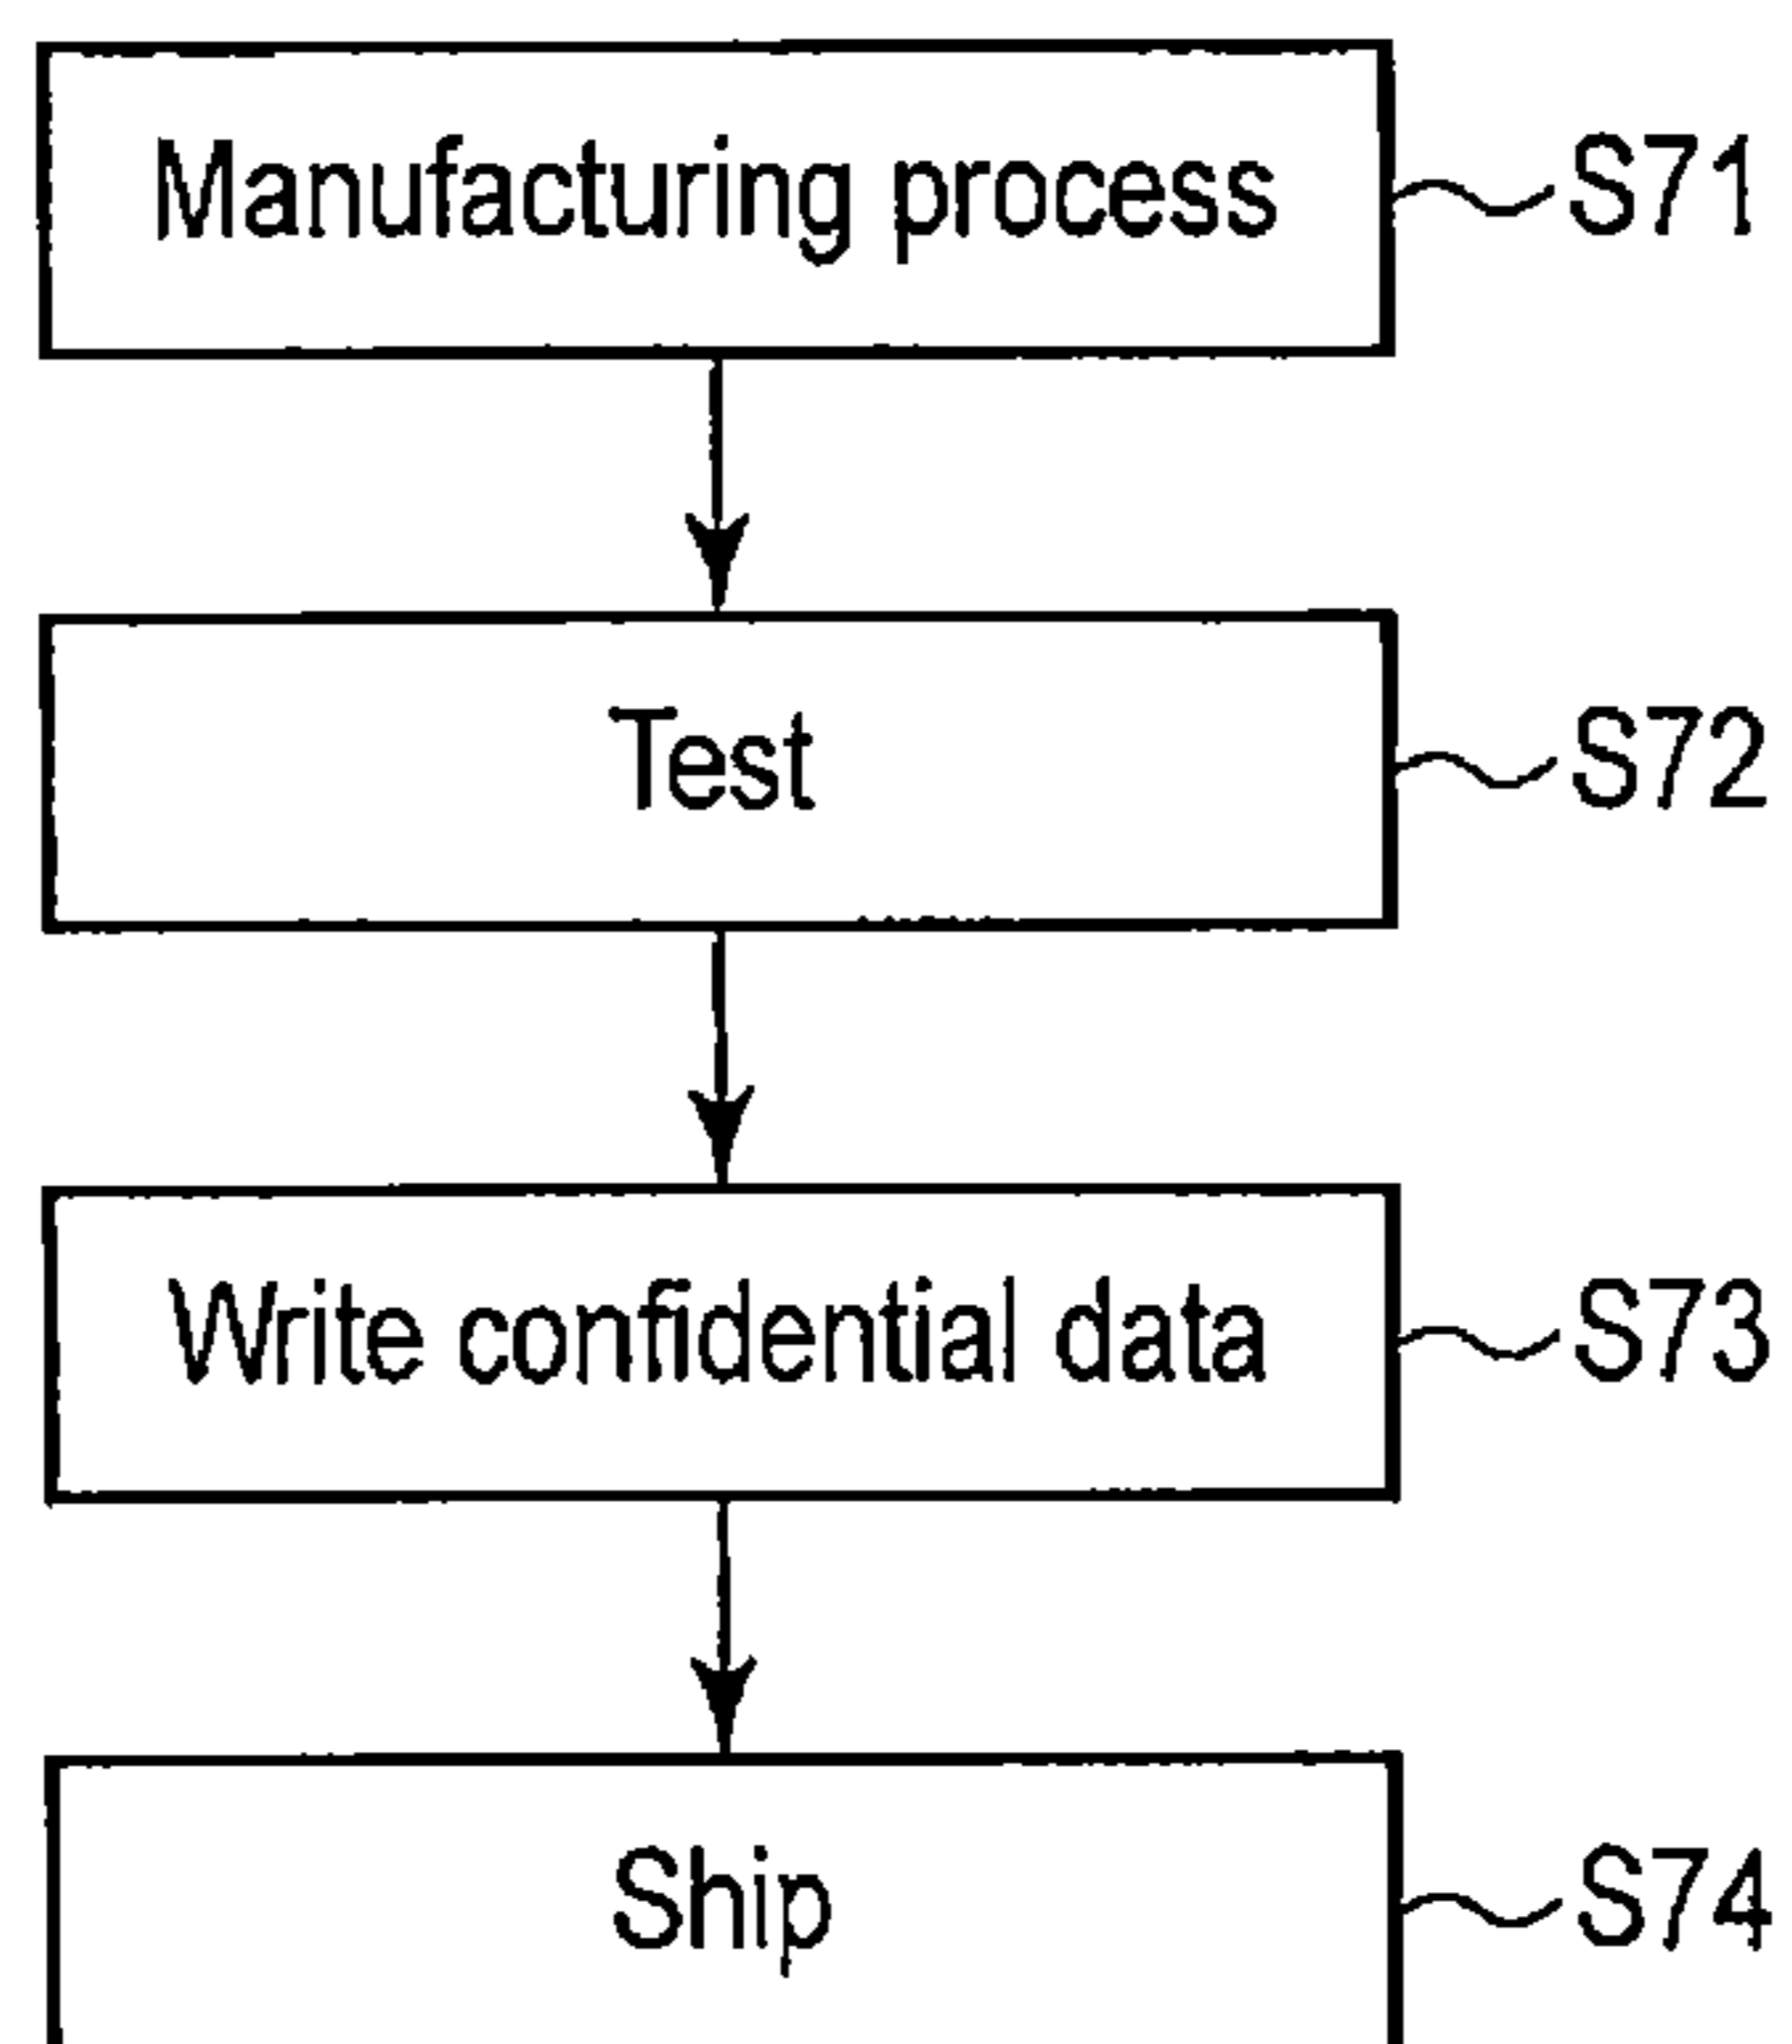 Manufacturing process S71
Test S72
Write confidential data S73
Ship S74